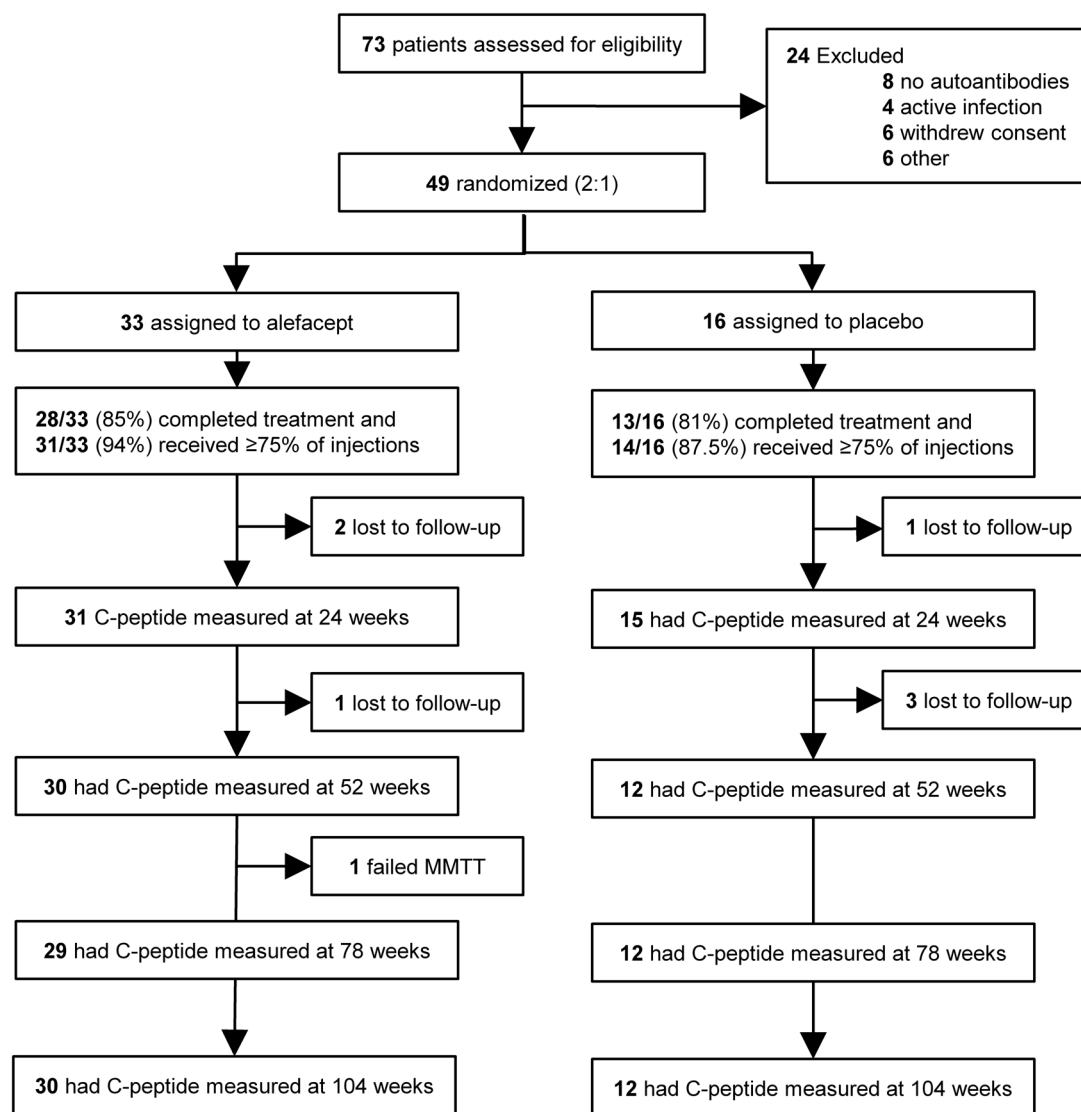 73 patients assessed for eligibility
24 Excluded
8 no autoantibodies
4 active infection
6 withdrew consent
6 other
49 randomized (2:1)
33 assigned to alefacept
16 assigned to placebo
28/33 (85%) completed treatment and
31/33 (94%) received ≥75% of injections
13/16 (81%) completed treatment and
14/16 (87.5%) received ≥75% of injections
2 lost to follow-up
1 lost to follow-up
31 C-peptide measured at 24 weeks
15 had C-peptide measured at 24 weeks
1 lost to follow-up
3 lost to follow-up
30 had C-peptide measured at 52 weeks
12 had C-peptide measured at 52 weeks
1 failed MMTT
29 had C-peptide measured at 78 weeks
12 had C-peptide measured at 78 weeks
30 had C-peptide measured at 104 weeks
12 had C-peptide measured at 104 weeks